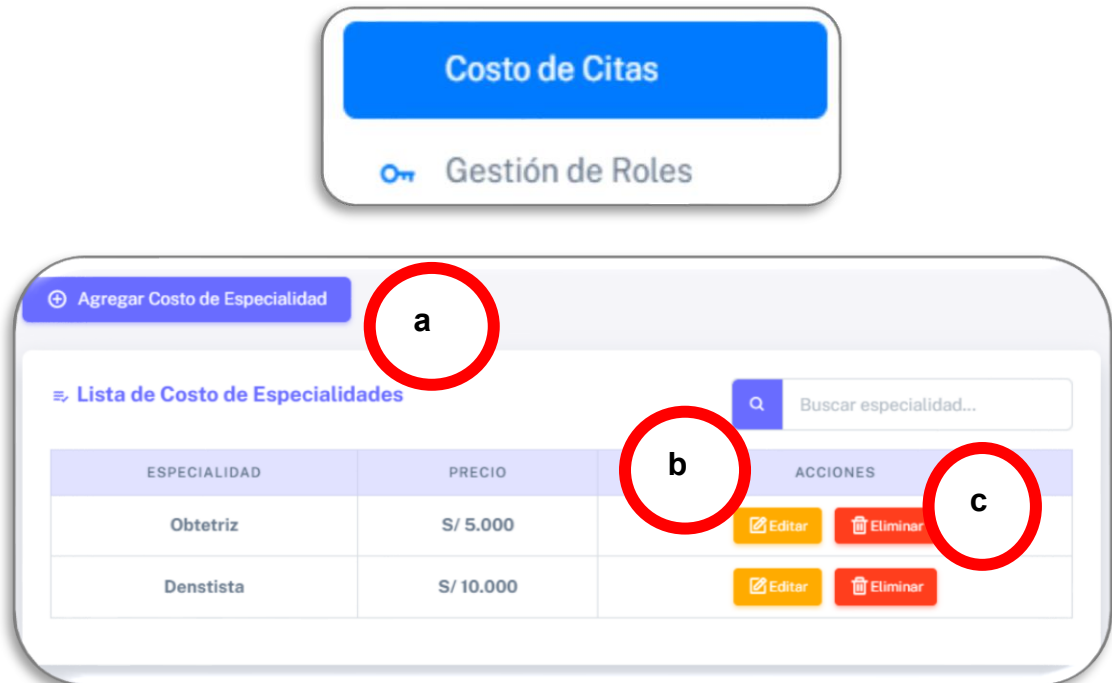 Costo de Citas
Gestión de Roles
Agregar Costo de Especialidad
a
Lista de Costo de Especialidades
Buscar especialidad...
b
ESPECIALIDAD PRECIO ACCIONES
c
Obtetriz S/ 5.000 Editar Eliminar
Denstista S/ 10.000 Editar Eliminar